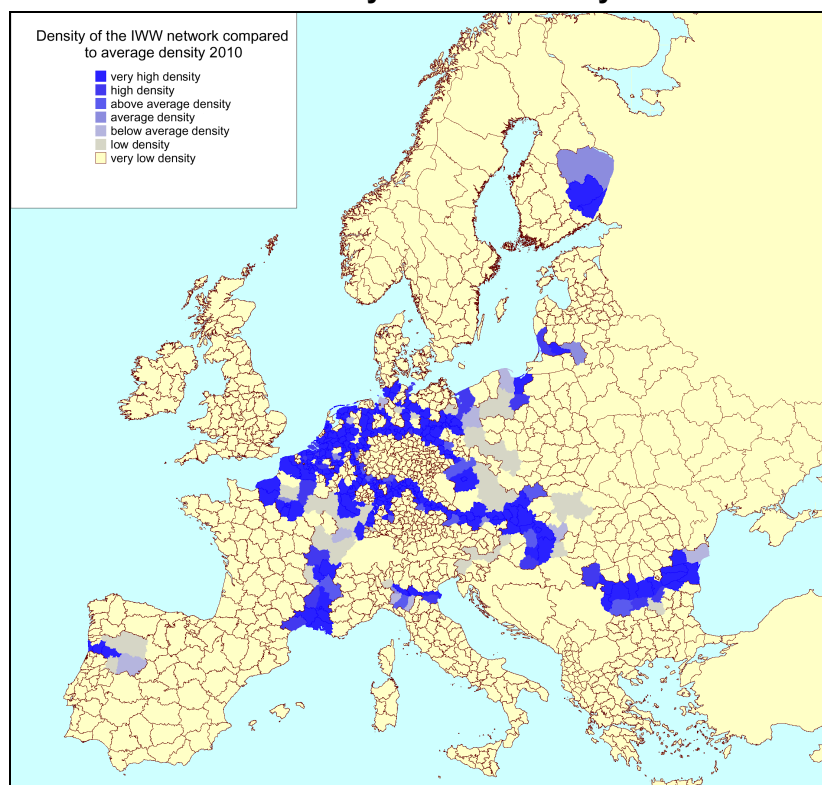 Density of the IWW network compared
to average density 2010
very high density
high density
above average density
average density
below average density
low density
very low density